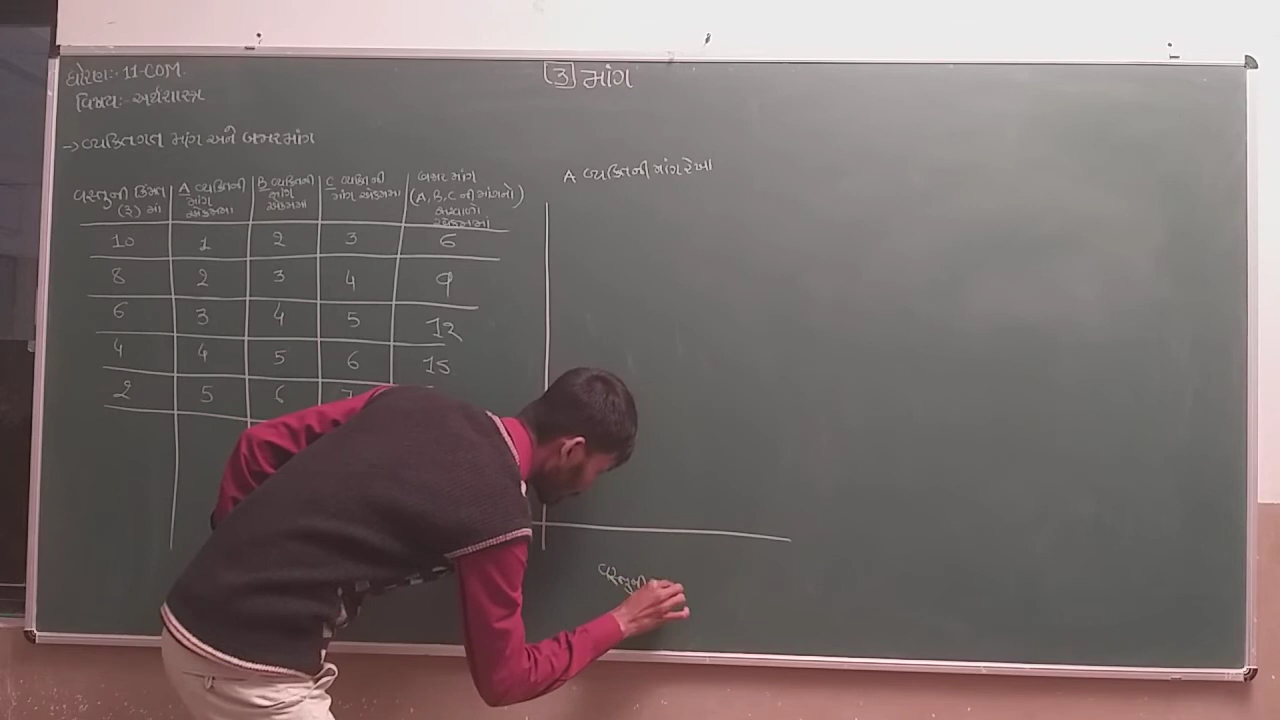 ધોરણ:- 11-COM.
વિષય:- અર્થશાસ્ત્ર
→ વ્યક્તિગત માંગ અને બજાર માંગ
[3] માંગ
વસ્તુની કિંમત (રૂ) માં
A વ્યક્તિની માંગ એકમમાં
B વ્યક્તિની માંગ એકમમાં
C વ્યક્તિની માંગ એકમમાં
બજાર માંગ (A, B, C ની માંગનો) સરવાળો એકમમાં
10 1 2 3 6
8 2 3 4 9
6 3 4 5 12
4 4 5 6 15
2 5 6 7
A વ્યક્તિની માંગ રેખા
વસ્તુની